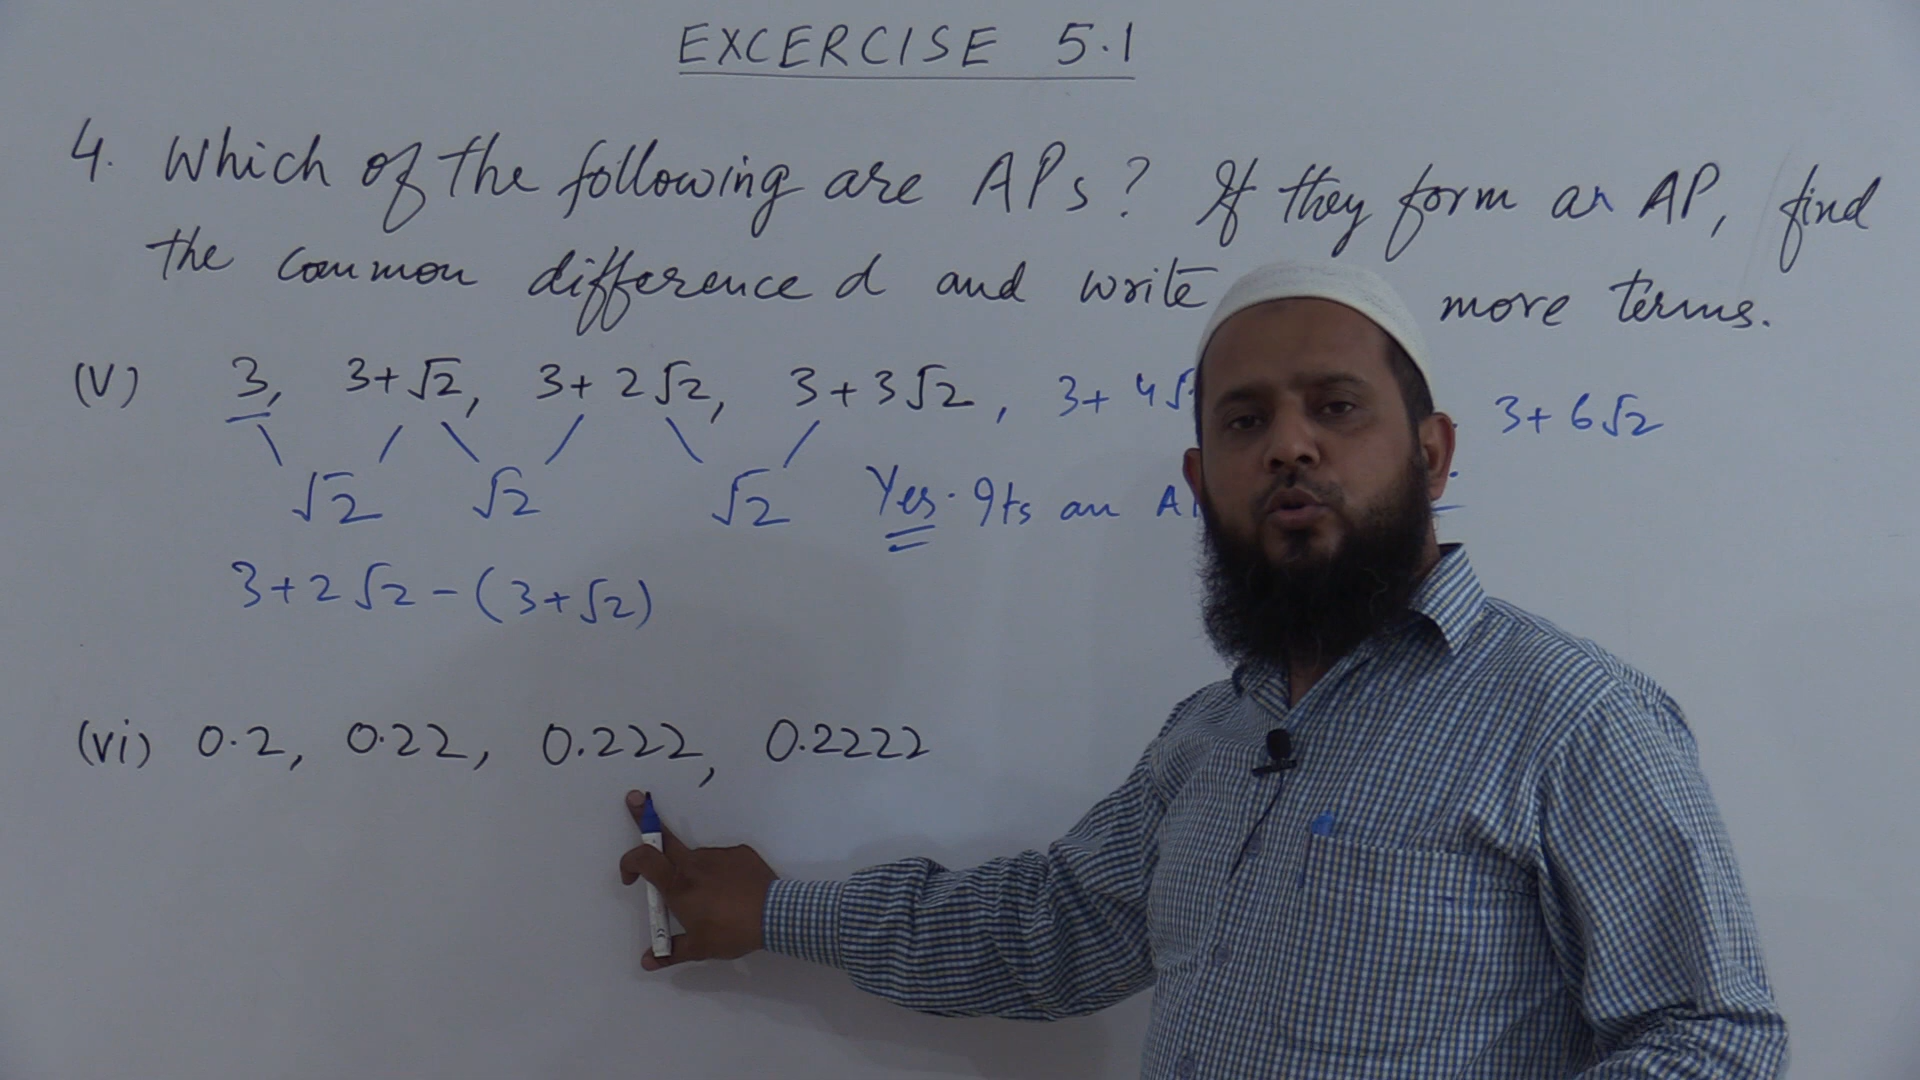 EXCERCISE 5.1
4. Which of the following are APs? If they form an AP, find
the common difference d and write more terms.
(V) 3, 3+√2, 3+2√2, 3+3√2, 3+4√ 3+6√2
√2 √2 √2 Yes. Its an A
3+2√2-(3+√2)
(vi) 0.2, 0.22, 0.222, 0.2222